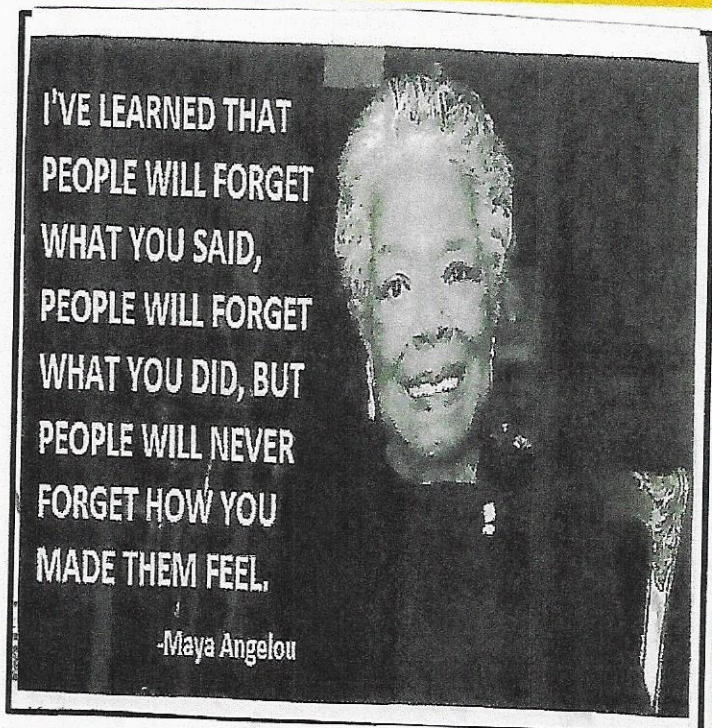 I'VE LEARNED THAT
PEOPLE WILL FORGET
WHAT YOU SAID,
PEOPLE WILL FORGET
WHAT YOU DID, BUT
PEOPLE WILL NEVER
FORGET HOW YOU
MADE THEM FEEL.
-Maya Angelou